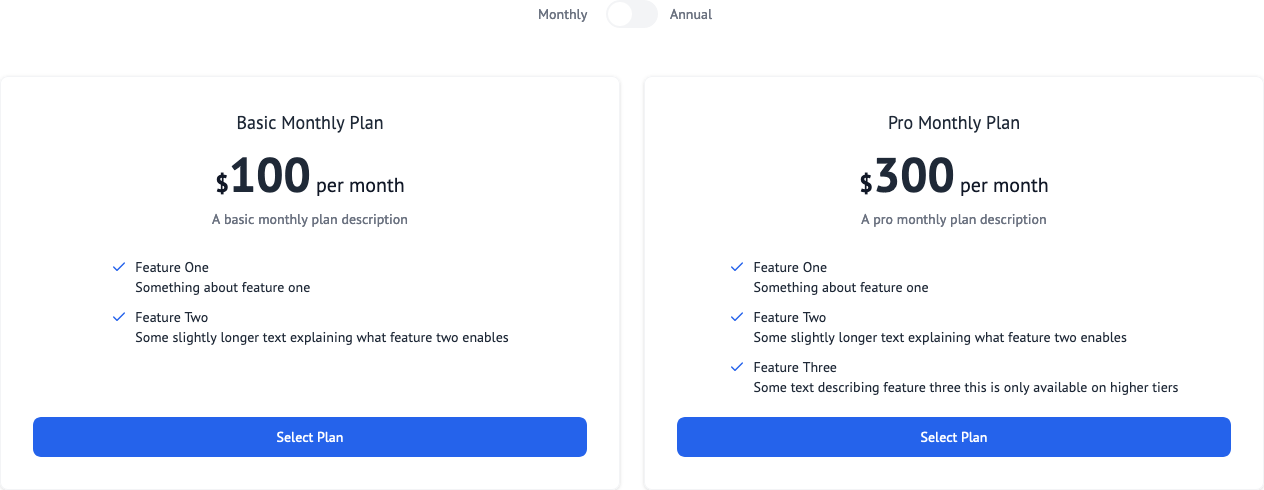 Monthly Annual
Basic Monthly Plan
$100 per month
A basic monthly plan description
Feature One
Something about feature one
Feature Two
Some slightly longer text explaining what feature two enables
Select Plan
Pro Monthly Plan
$300 per month
A pro monthly plan description
Feature One
Something about feature one
Feature Two
Some slightly longer text explaining what feature two enables
Feature Three
Some text describing feature three this is only available on higher tiers
Select Plan